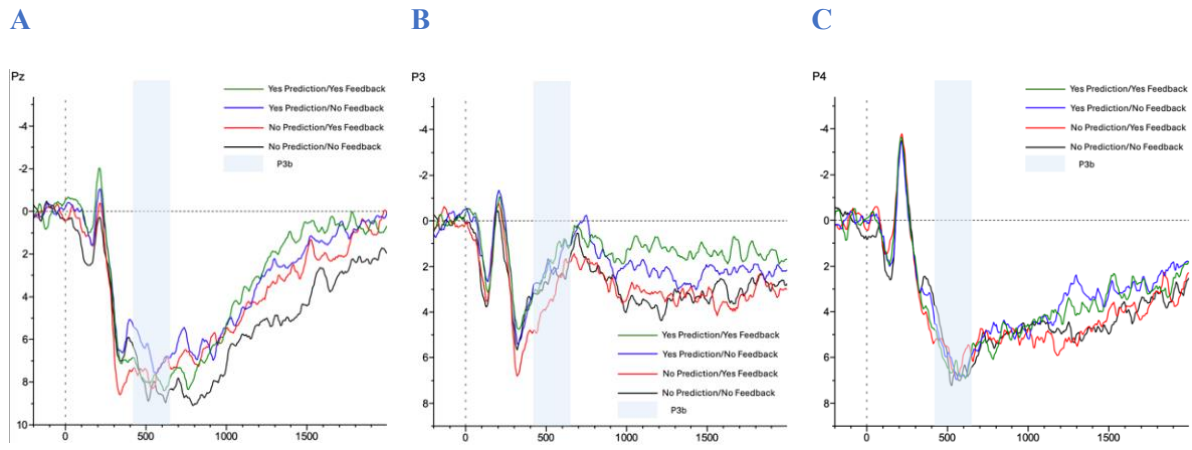 A
B
C
Pz
Yes Prediction/Yes Feedback
Yes Prediction/No Feedback
No Prediction/Yes Feedback
No Prediction/No Feedback
P3b
-4
-2
0
2
4
6
8
10
0
500
1000
1500
P3
-4
-2
0
2
4
6
8
Yes Prediction/Yes Feedback
Yes Prediction/No Feedback
No Prediction/Yes Feedback
No Prediction/No Feedback
P3b
0
500
1000
1500
P4
Yes Prediction/Yes Feedback
Yes Prediction/No Feedback
No Prediction/Yes Feedback
No Prediction/No Feedback
P3b
-4
-2
0
2
4
6
8
0
500
1000
1500